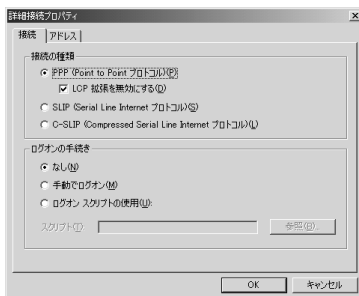 詳細接続プロパティ
接続 アドレス
接続の種類
PPP (Point to Point プロトコル)(P)
LCP 拡張を無効にする(D)
SLIP (Serial Line Internet プロトコル)(S)
C-SLIP (Compressed Serial Line Internet プロトコル)(L)
ログオンの手続き
なし(N)
手動でログオン(M)
ログオン スクリプトの使用(U):
スクリプト(T)
参照(B)...
OK キャンセル